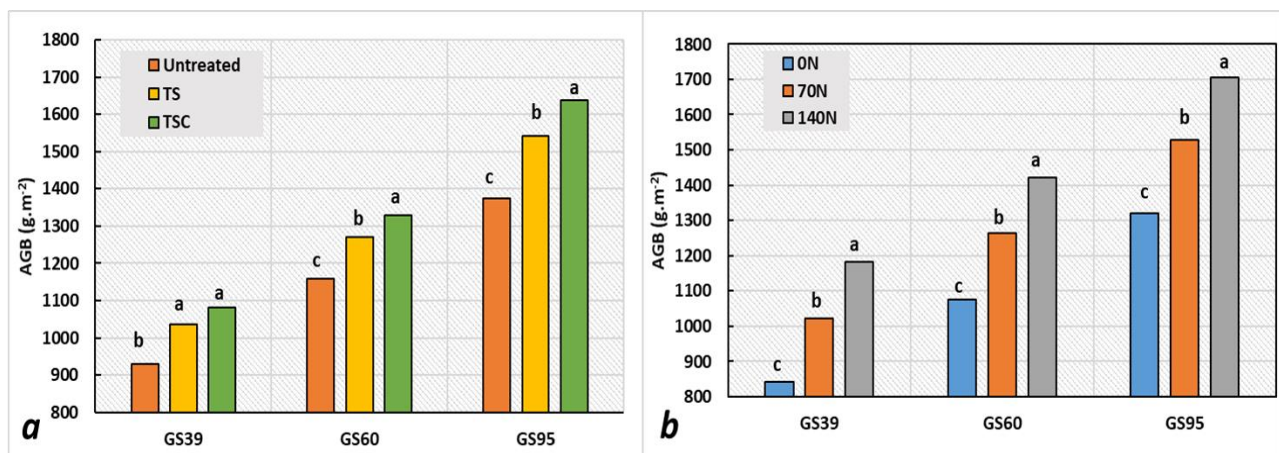 1800
1700
1600
1500
1400
1300
1200
1100
1000
900
800
AGB (g.m-2)
Untreated
TS
TSC
b
a
a
c
b
a
c
b
a
GS39
GS60
GS95
a
1800
1700
1600
1500
1400
1300
1200
1100
1000
900
800
AGB (g.m-2)
0N
70N
140N
c
b
a
c
b
a
c
b
a
GS39
GS60
GS95
b